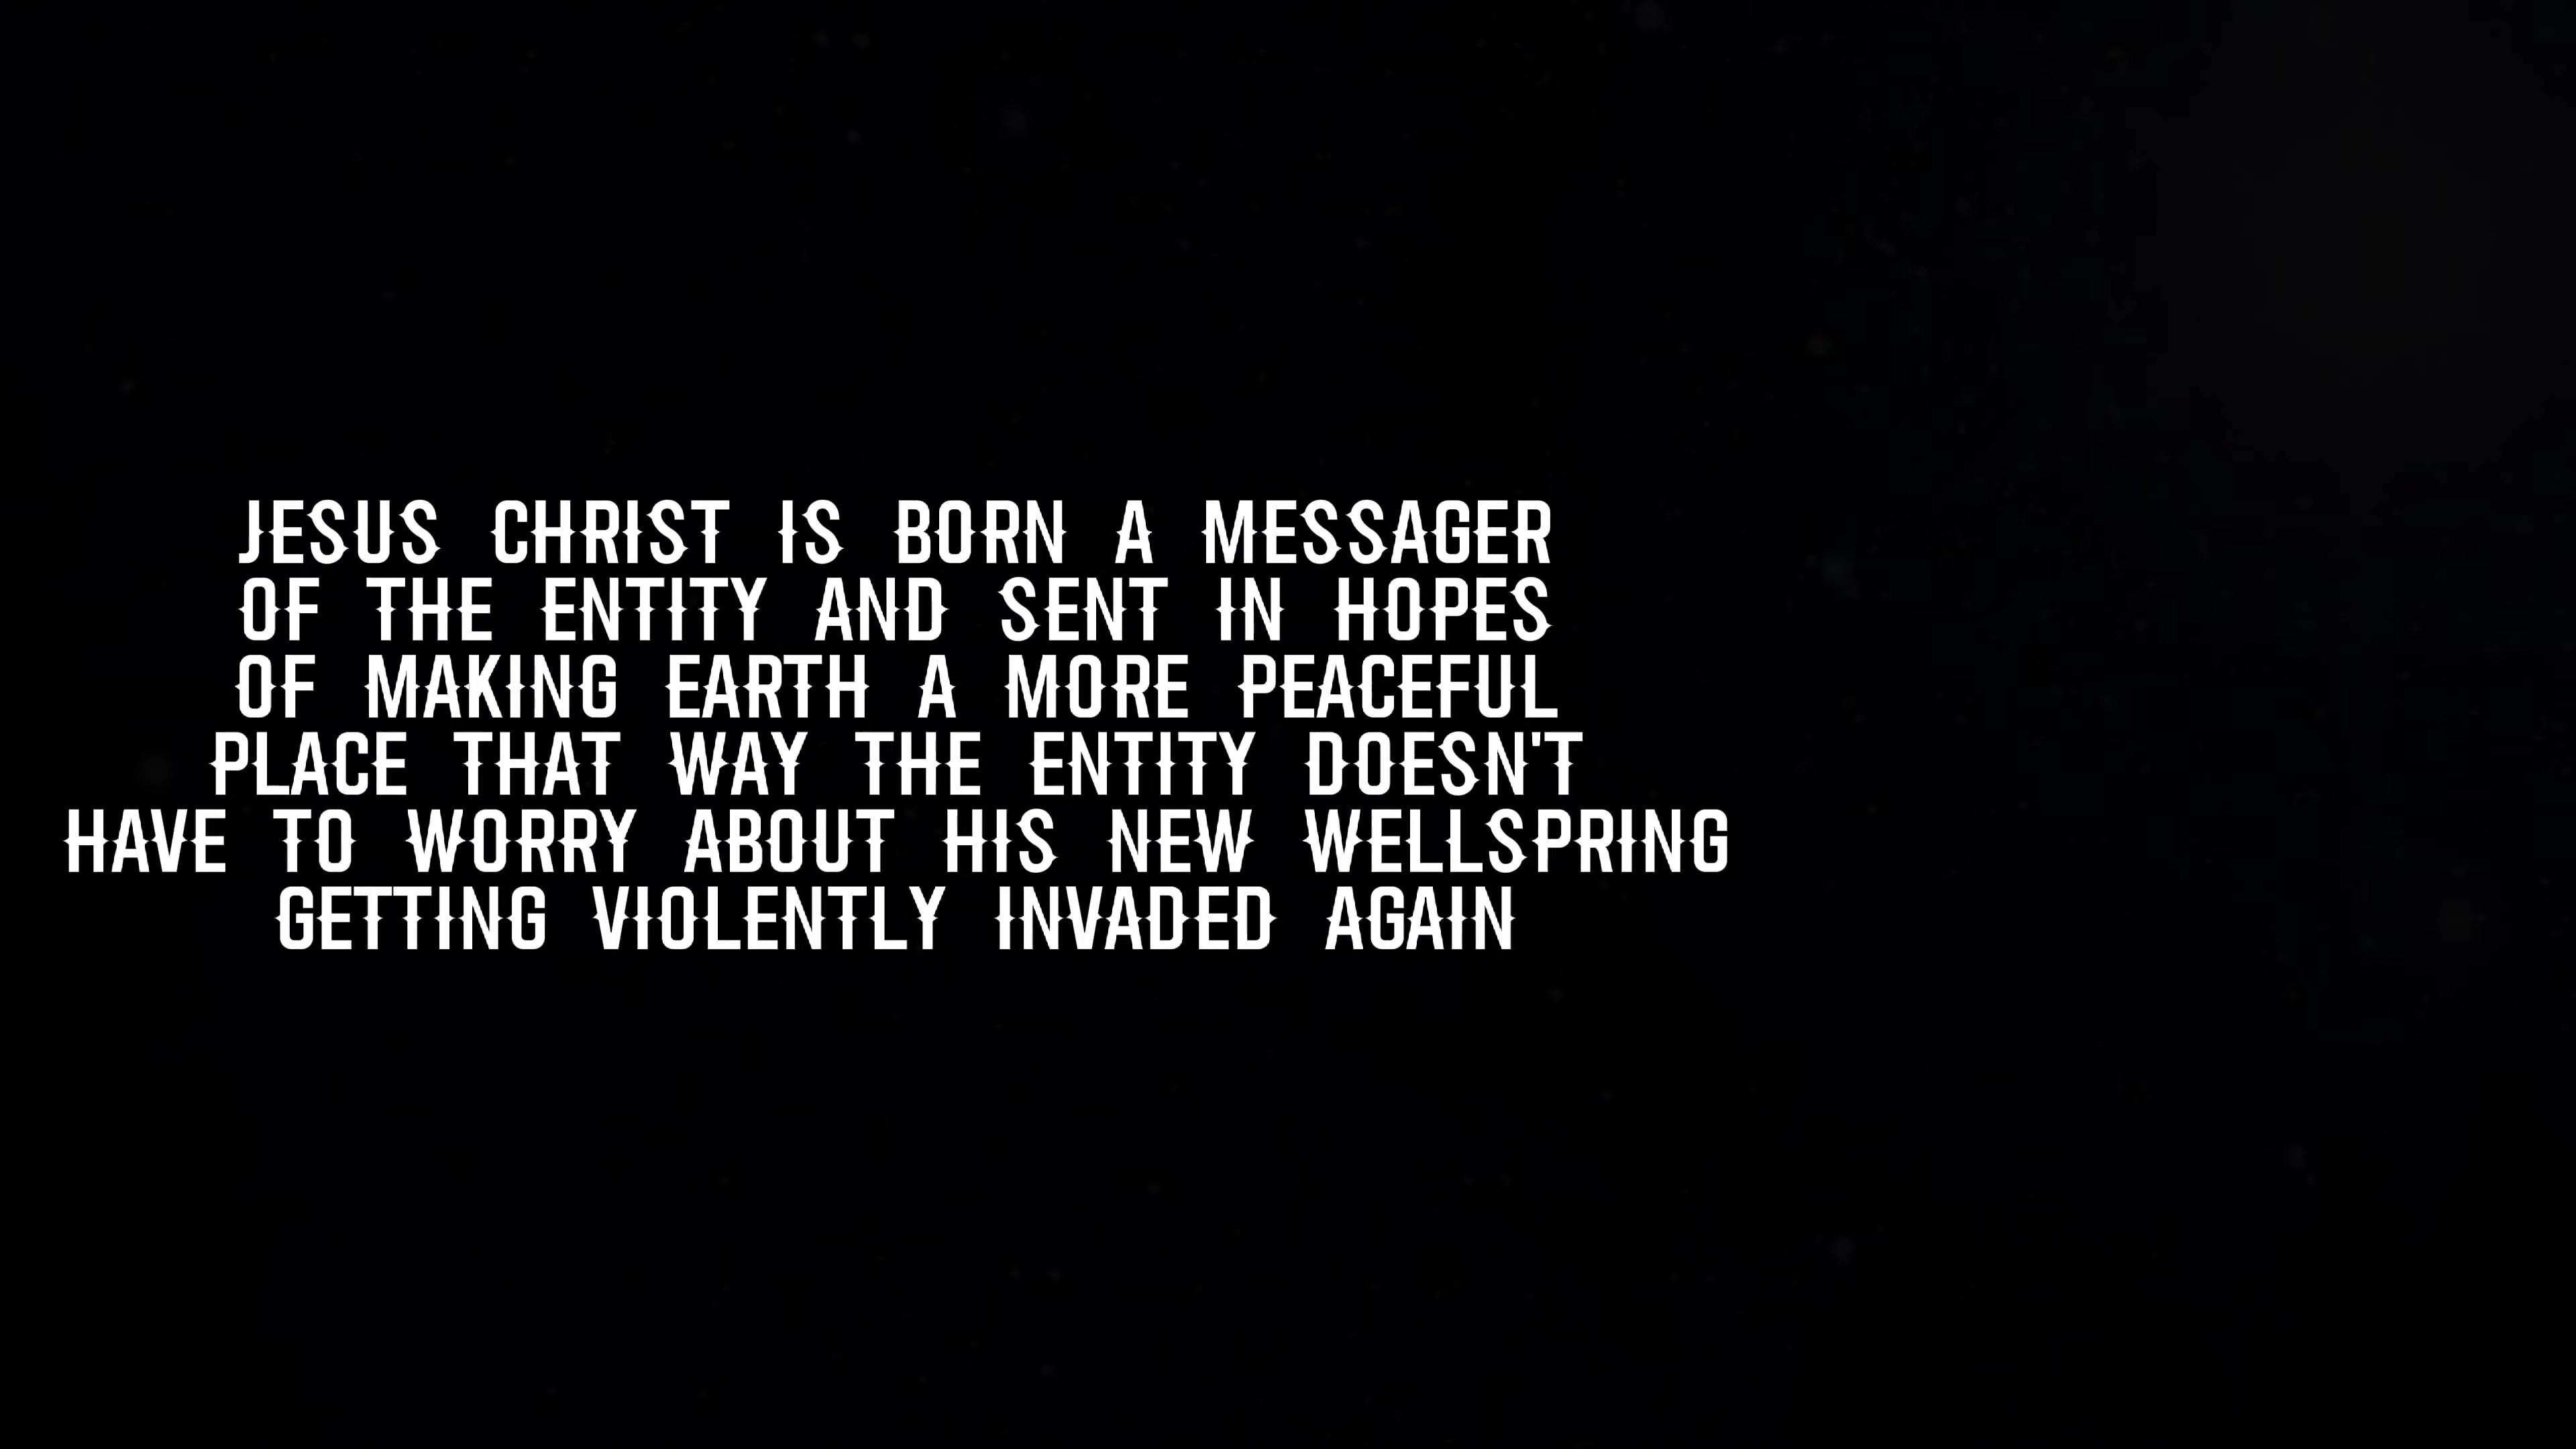 JESUS CHRIST IS BORN A MESSAGER
OF THE ENTITY AND SENT IN HOPES
OF MAKING EARTH A MORE PEACEFUL
PLACE THAT WAY THE ENTITY DOESN'T
HAVE TO WORRY ABOUT HIS NEW WELLSPRING
GETTING VIOLENTLY INVADED AGAIN